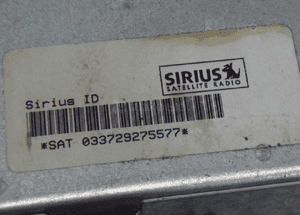 SIRIUS
SATELLITE RADIO
Sirius ID
*SAT 033729275577*